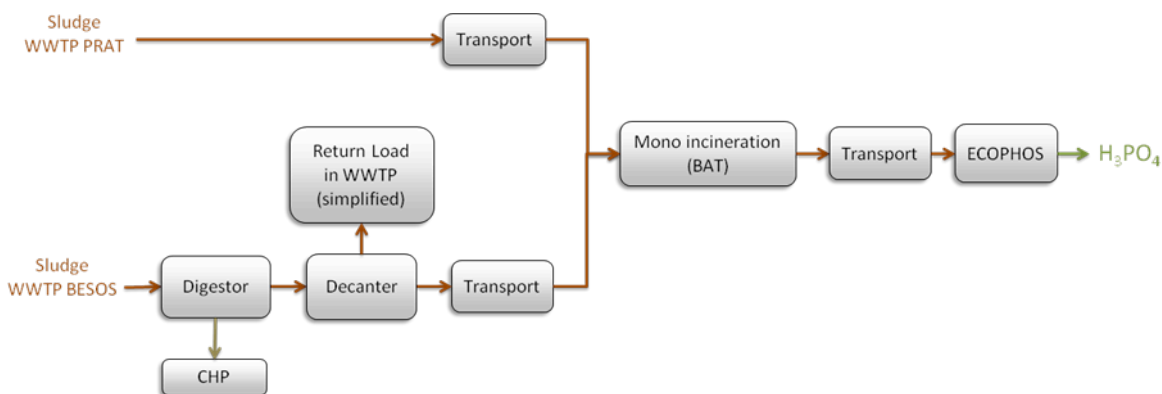 Sludge
WWTP PRAT
Transport
Return Load
in WWTP
(simplified)
Mono incineration
(BAT)
Transport
ECOPHOS
H₃PO₄
Sludge
WWTP BESOS
Digestor
Decanter
Transport
CHP